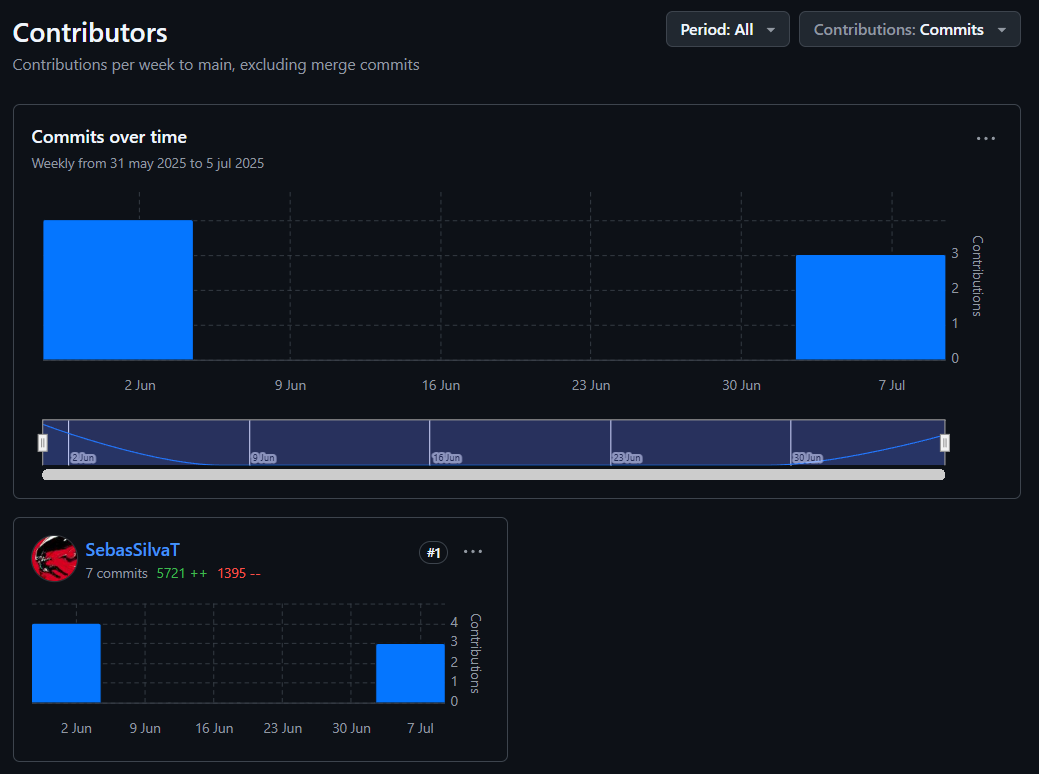 Contributors
Period: All
Contributions: Commits
Contributions per week to main, excluding merge commits
Commits over time
Weekly from 31 may 2025 to 5 jul 2025
3
2
1
0
Contributions
2 Jun 9 Jun 16 Jun 23 Jun 30 Jun 7 Jul
2 Jun 9 Jun 16 Jun 23 Jun 30 Jun
SebasSilvaT
#1
7 commits 5721 ++ 1395 --
4
3
2
1
0
Contributions
2 Jun 9 Jun 16 Jun 23 Jun 30 Jun 7 Jul